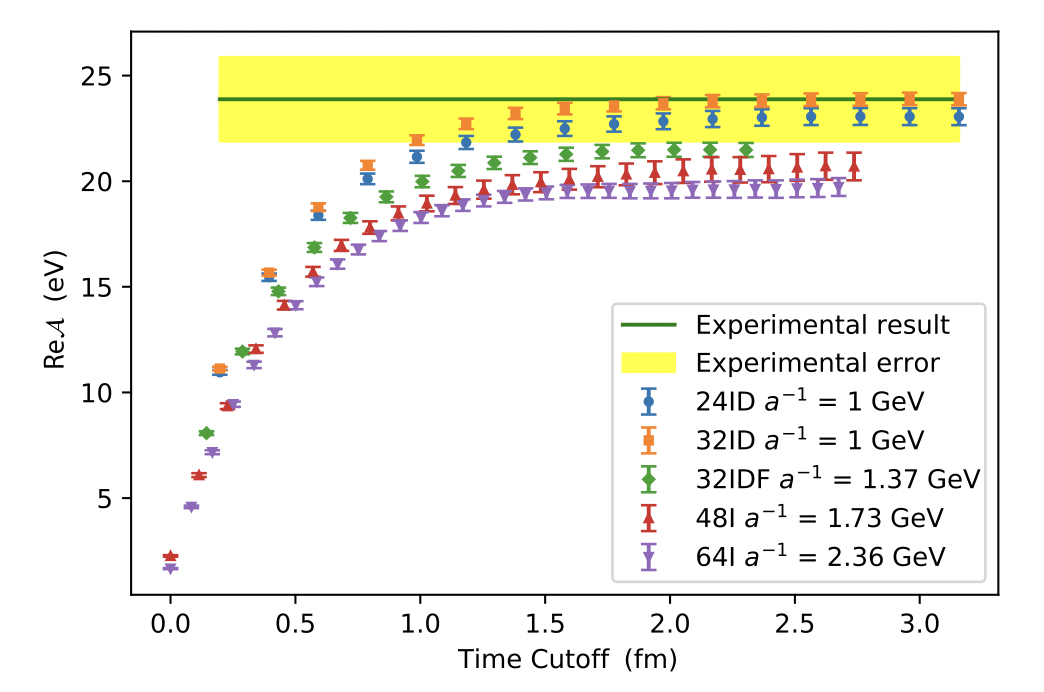 25
20
15
10
5
Re𝒜 (eV)
Experimental result
Experimental error
24ID a⁻¹ = 1 GeV
32ID a⁻¹ = 1 GeV
32IDF a⁻¹ = 1.37 GeV
48I a⁻¹ = 1.73 GeV
64I a⁻¹ = 2.36 GeV
0.0 0.5 1.0 1.5 2.0 2.5 3.0
Time Cutoff (fm)